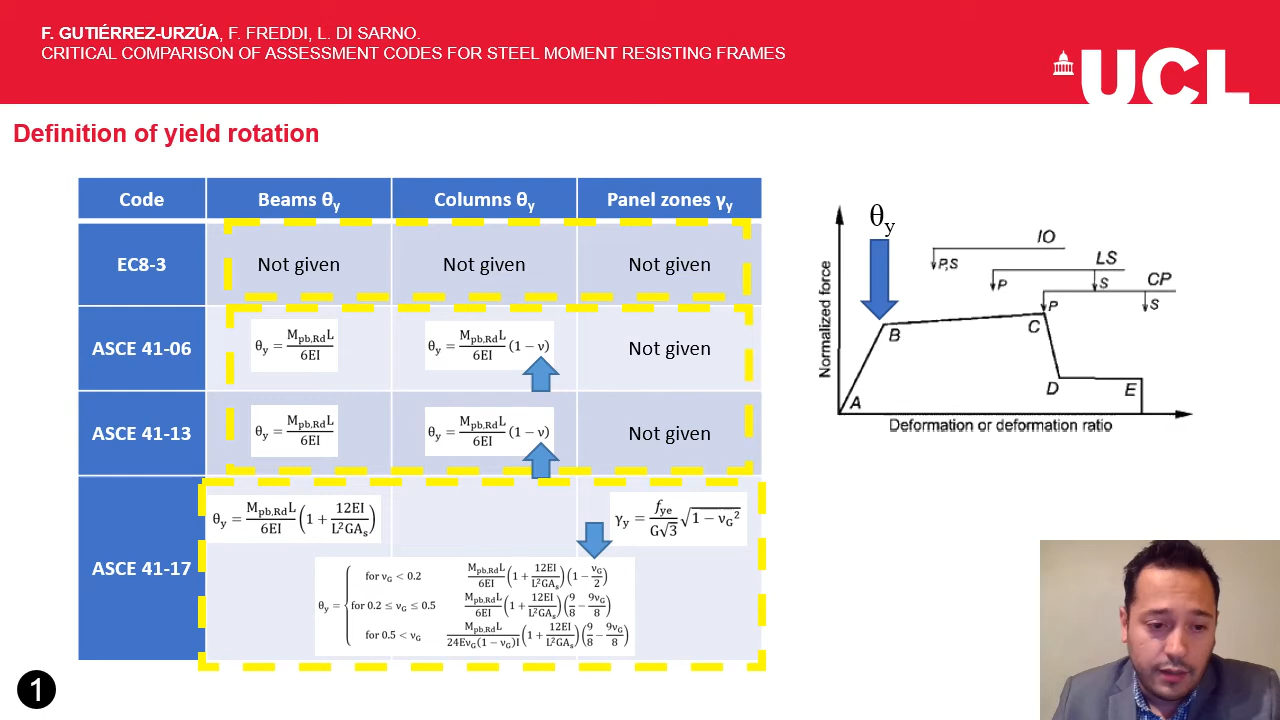 F. GUTIÉRREZ-URZÚA, F. FREDDI, L. DI SARNO.
CRITICAL COMPARISON OF ASSESSMENT CODES FOR STEEL MOMENT RESISTING FRAMES
UCL
Definition of yield rotation
Code Beams θy Columns θy Panel zones γy
EC8-3 Not given Not given Not given
ASCE 41-06 θy = Mpb,RdL/6EI θy = Mpb,RdL/6EI (1 − ν) Not given
ASCE 41-13 θy = Mpb,RdL/6EI θy = Mpb,RdL/6EI (1 − ν) Not given
ASCE 41-17 θy = Mpb,RdL/6EI (1 + 12EI/L²GAs) γy = fye/G√3 √1 − νG²
θy = { for νG < 0.2 Mpb,RdL/6EI (1 + 12EI/L²GAs)(1 − νG/2)
for 0.2 ≤ νG ≤ 0.5 Mpb,RdL/6EI (1 + 12EI/L²GAs)(9/8 − 9νG/8)
for 0.5 < νG Mpb,RdL/24EνG(1 − νG)I (1 + 12EI/L²GAs)(9/8 − 9νG/8)
θy
IO
P,S
LS
P S
CP
P S
Normalized force
A B C D E
Deformation or deformation ratio
1